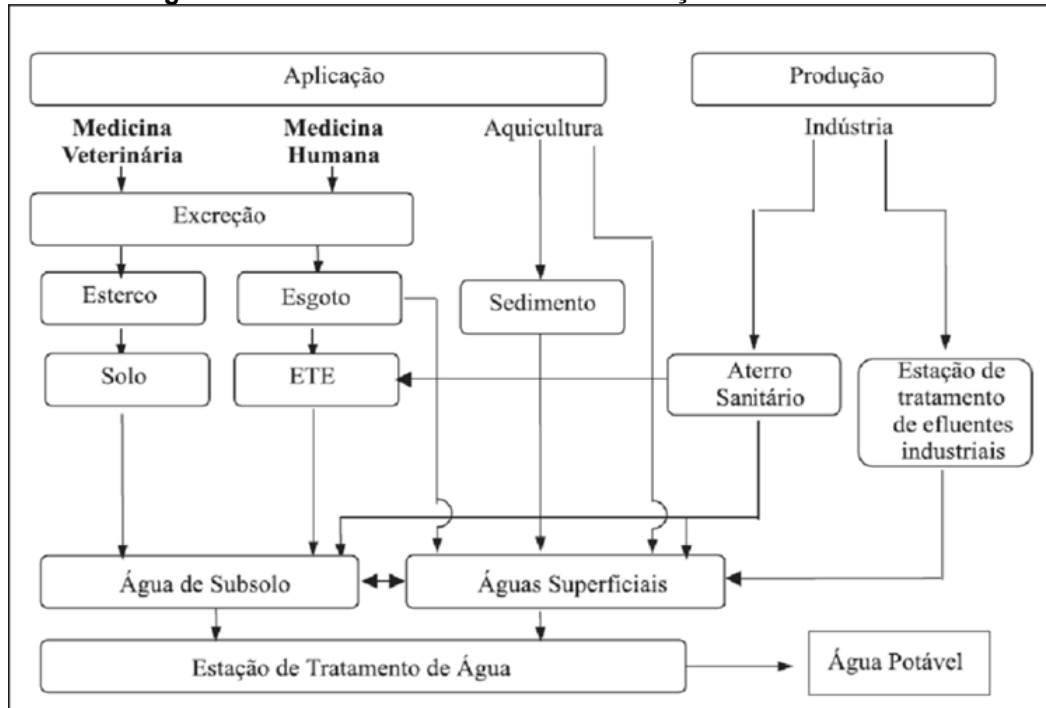 Aplicação
Produção
Medicina
Veterinária
Medicina
Humana
Aquicultura
Indústria
Excreção
Esterco
Esgoto
Sedimento
Solo
ETE
Aterro
Sanitário
Estação de
tratamento
de efluentes
industriais
Água de Subsolo
Águas Superficiais
Estação de Tratamento de Água
Água Potável